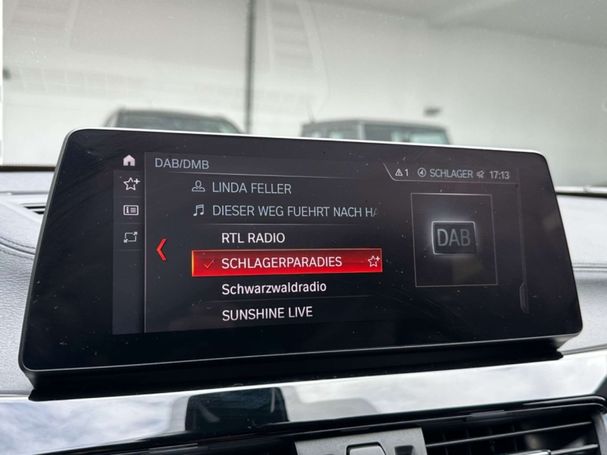 DAB/DMB
1 SCHLAGER 17:13
LINDA FELLER
DIESER WEG FUEHRT NACH HA
RTL RADIO
SCHLAGERPARADIES
Schwarzwaldradio
SUNSHINE LIVE
DAB